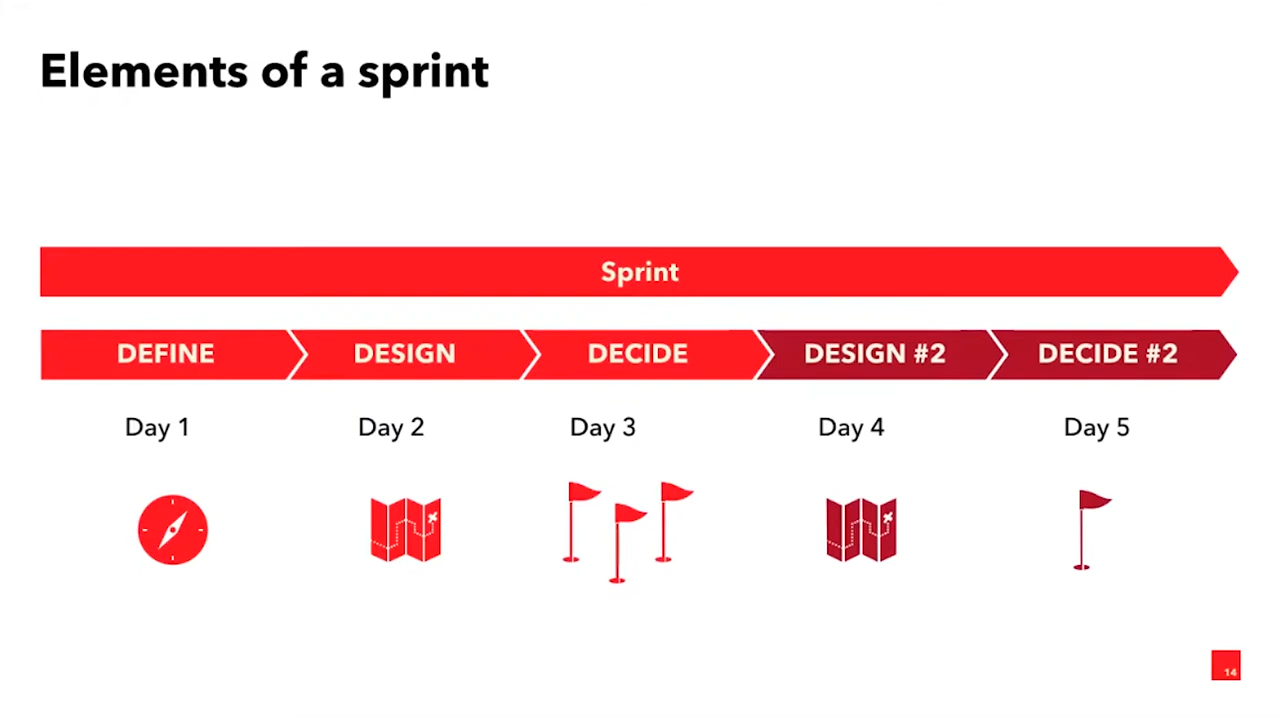 Elements of a sprint
Sprint
DEFINE
DESIGN
DECIDE
DESIGN #2
DECIDE #2
Day 1
Day 2
Day 3
Day 4
Day 5
14